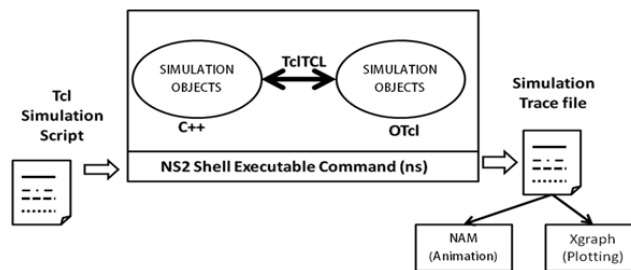 Tcl
Simulation
Script
SIMULATION
OBJECTS
C++
TclTCL
SIMULATION
OBJECTS
OTcl
NS2 Shell Executable Command (ns)
Simulation
Trace file
NAM
(Animation)
Xgraph
(Plotting)